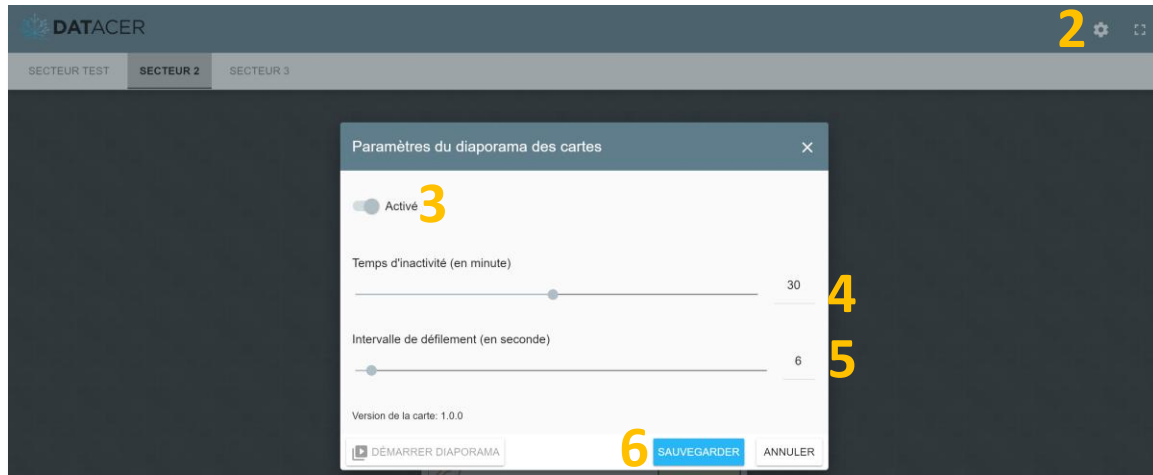 DATACER
2
SECTEUR TEST SECTEUR 2 SECTEUR 3
Paramètres du diaporama des cartes
Activé 3
Temps d'inactivité (en minute)
30 4
Intervalle de défilement (en seconde)
6 5
Version de la carte: 1.0.0
DÉMARRER DIAPORAMA 6 SAUVEGARDER ANNULER